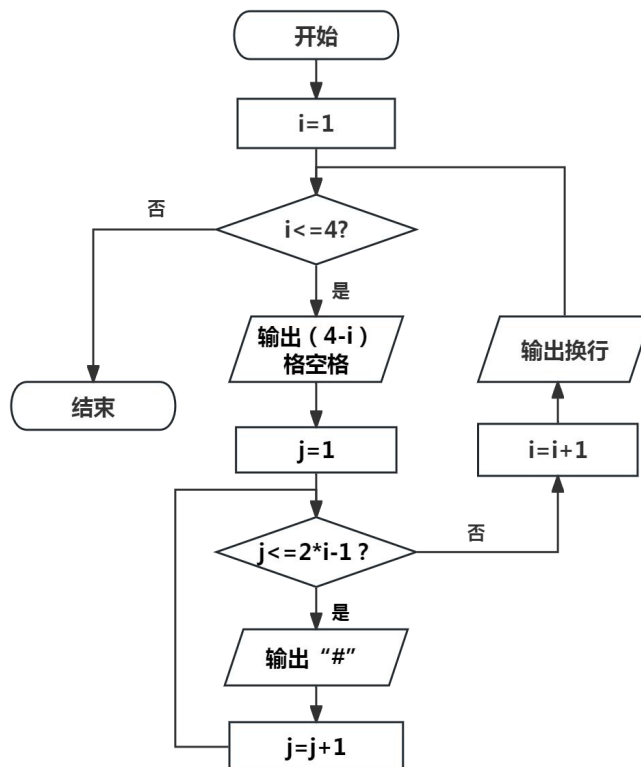 开始
i=1
i<=4?
否
是
输出（4-i）
格空格
输出换行
结束
j=1
i=i+1
j<=2*i-1？
否
是
输出“#”
j=j+1